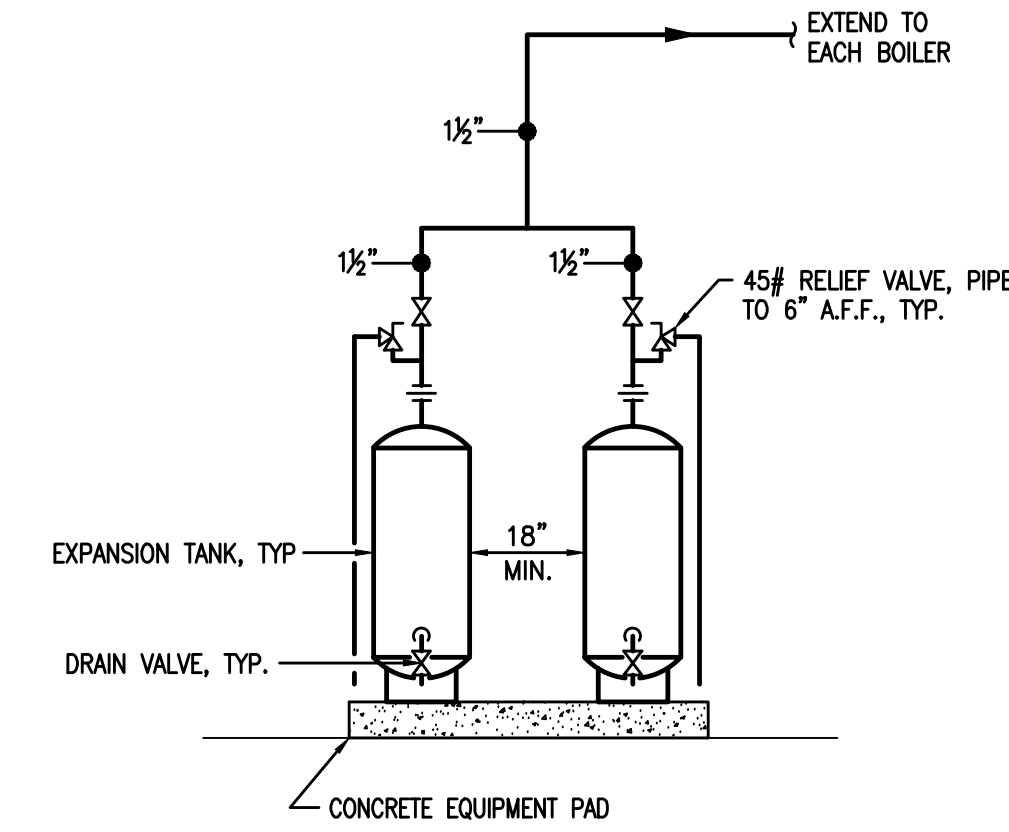 EXTEND TO
EACH BOILER
1½"
1½"
1½"
45# RELIEF VALVE, PIPE
TO 6" A.F.F., TYP.
18"
MIN.
EXPANSION TANK, TYP
DRAIN VALVE, TYP.
CONCRETE EQUIPMENT PAD